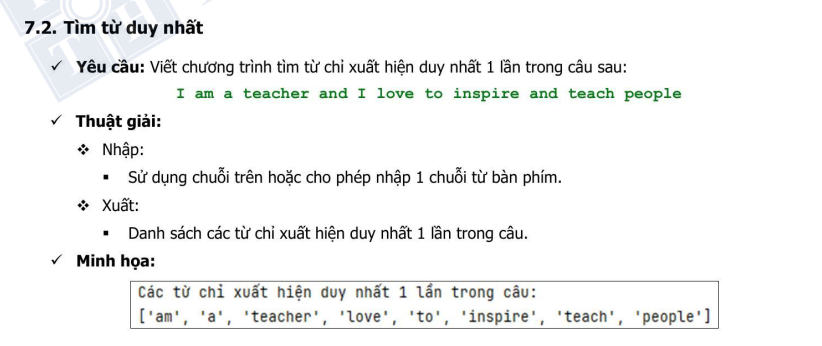 7.2. Tìm từ duy nhất
✓ Yêu cầu: Viết chương trình tìm từ chỉ xuất hiện duy nhất 1 lần trong câu sau:
I am a teacher and I love to inspire and teach people
✓ Thuật giải:
❖ Nhập:
▪ Sử dụng chuỗi trên hoặc cho phép nhập 1 chuỗi từ bàn phím.
❖ Xuất:
▪ Danh sách các từ chỉ xuất hiện duy nhất 1 lần trong câu.
✓ Minh họa:
Các từ chỉ xuất hiện duy nhất 1 lần trong câu:
['am', 'a', 'teacher', 'love', 'to', 'inspire', 'teach', 'people']